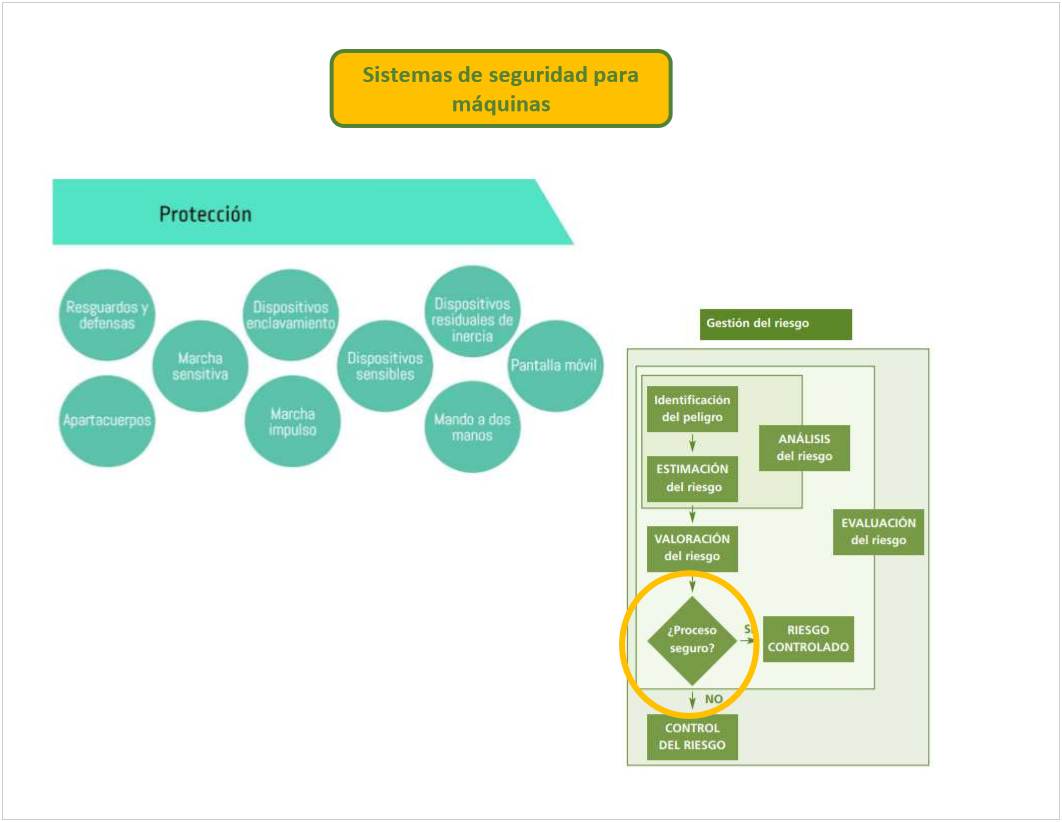 Sistemas de seguridad para
máquinas
Protección
Resguardos y
defensas
Marcha
sensitiva
Dispositivos
enclavamiento
Dispositivos
sensibles
Dispositivos
residuales de
inercia
Pantalla móvil
Apartacuerpos
Marcha
impulso
Mando a dos
manos
Gestión del riesgo
Identificación
del peligro
ANÁLISIS
del riesgo
ESTIMACIÓN
del riesgo
EVALUACIÓN
del riesgo
VALORACIÓN
del riesgo
¿Proceso
seguro?
RIESGO
CONTROLADO
NO
CONTROL
DEL RIESGO